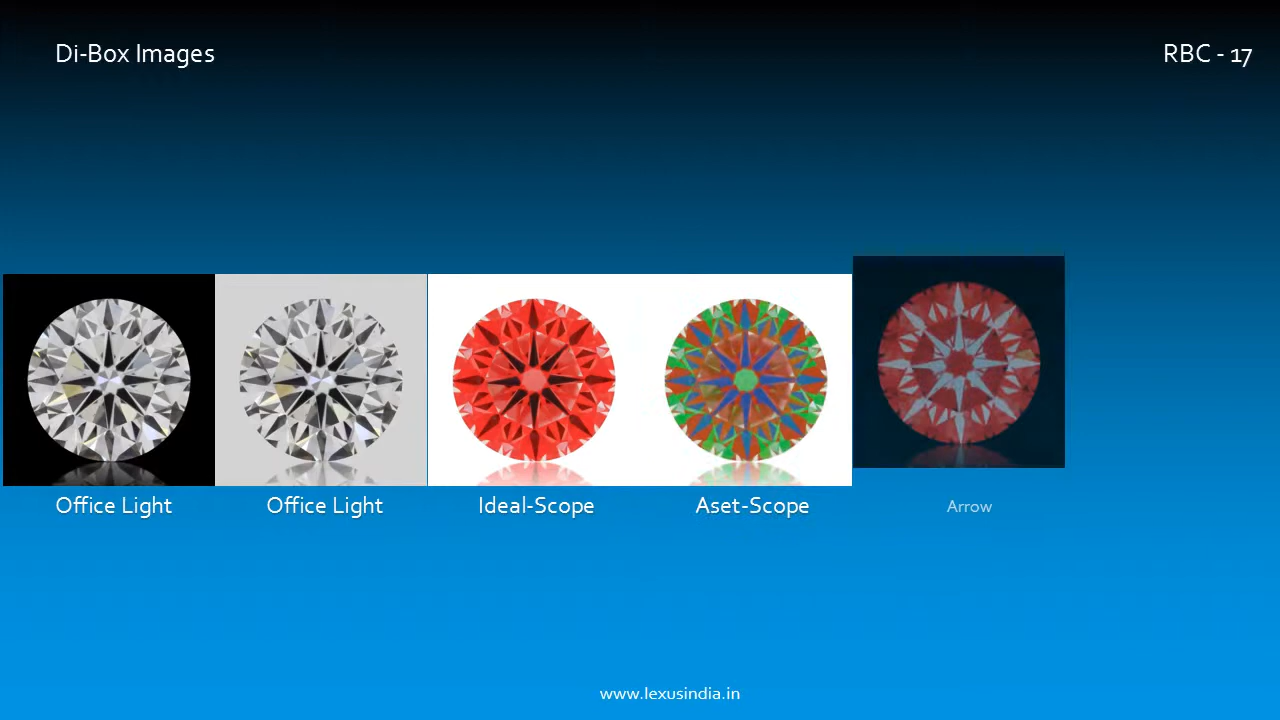 Di-Box Images
RBC - 17
Office Light
Office Light
Ideal-Scope
Aset-Scope
Arrow
www.lexusindia.in